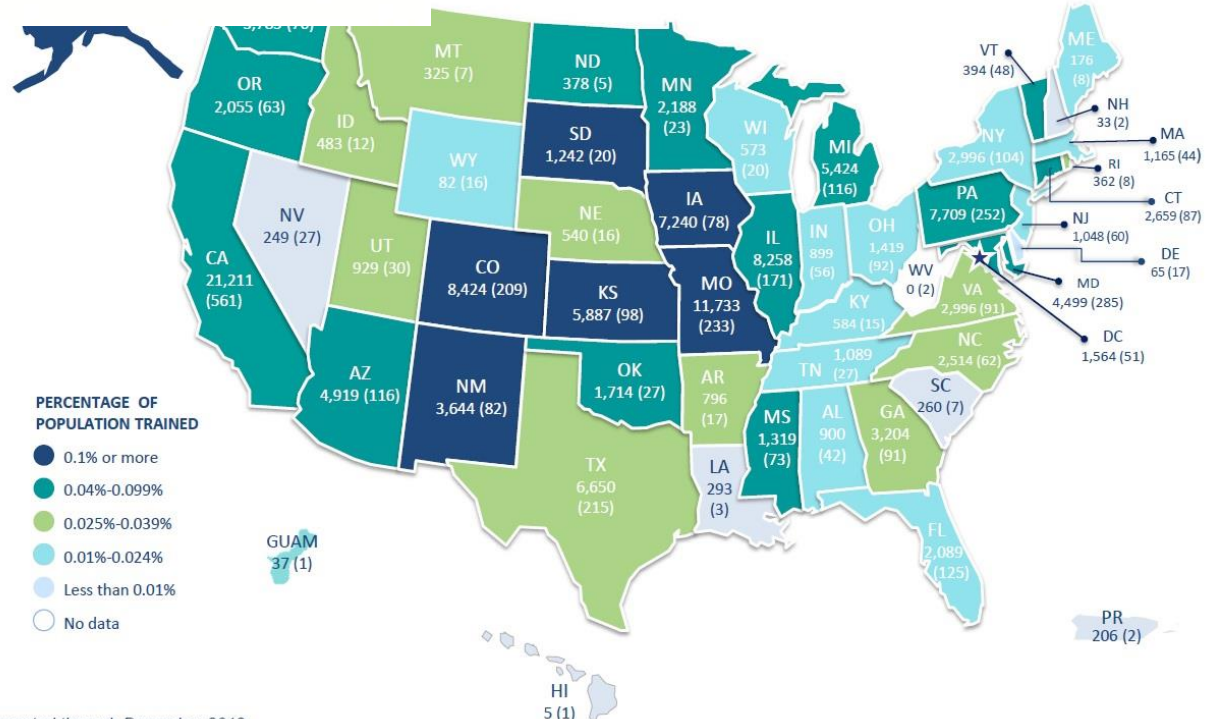 MT
325 (7)
ND
378 (5)
MN
2,188
(23)
OR
2,055 (63)
ID
483 (12)
SD
1,242 (20)
WY
82 (16)
WI
573
(20)
MI
5,424
(116)
VT
394 (48)
ME
176
(8)
NH
33 (2)
MA
1,165 (44)
NY
2,996 (104)
RI
362 (8)
CT
2,659 (87)
PA
7,709 (252)
NJ
1,048 (60)
DE
65 (17)
MD
4,499 (285)
DC
1,564 (51)
NV
249 (27)
UT
929 (30)
NE
540 (16)
IA
7,240 (78)
CA
21,211
(561)
CO
8,424 (209)
KS
5,887 (98)
MO
11,733
(233)
IL
8,258
(171)
IN
899
(56)
OH
1,419
(92)
WV
0 (2)
VA
2,996 (91)
KY
584 (15)
NC
2,514 (62)
TN
1,089
(27)
SC
260 (7)
AZ
4,919 (116)
NM
3,644 (82)
OK
1,714 (27)
AR
796
(17)
MS
1,319
(73)
AL
900
(42)
GA
3,204
(91)
TX
6,650
(215)
LA
293
(3)
FL
2,089
(125)
PERCENTAGE OF
POPULATION TRAINED
0.1% or more
0.04%-0.099%
0.025%-0.039%
0.01%-0.024%
Less than 0.01%
No data
GUAM
37 (1)
PR
206 (2)
HI
5 (1)